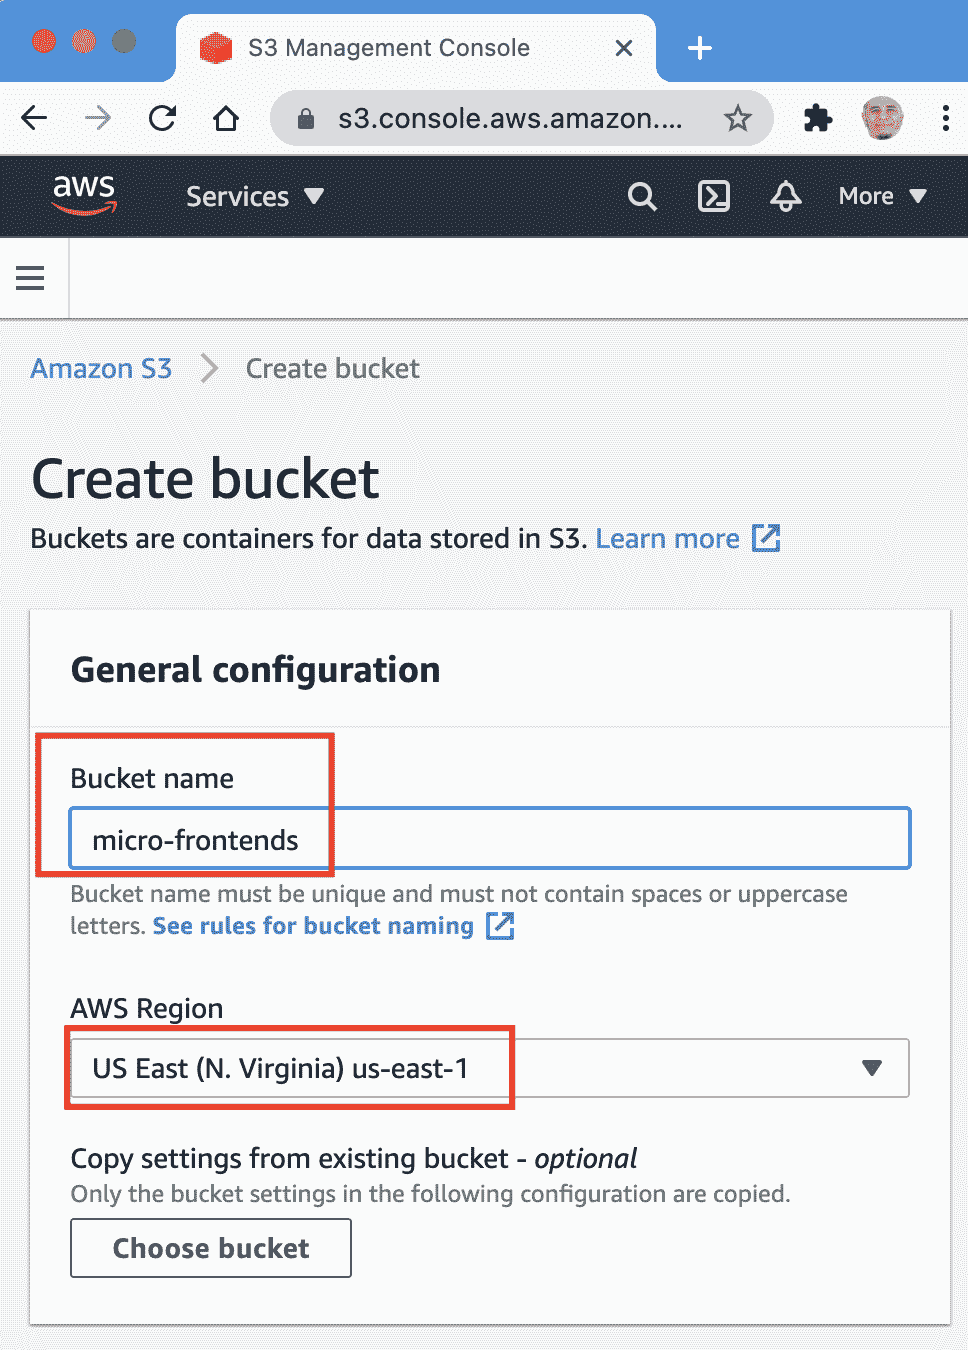 S3 Management Console
s3.console.aws.amazon....
aws Services More
Amazon S3 Create bucket
Create bucket
Buckets are containers for data stored in S3. Learn more
General configuration
Bucket name
micro-frontends
Bucket name must be unique and must not contain spaces or uppercase
letters. See rules for bucket naming
AWS Region
US East (N. Virginia) us-east-1
Copy settings from existing bucket - optional
Only the bucket settings in the following configuration are copied.
Choose bucket